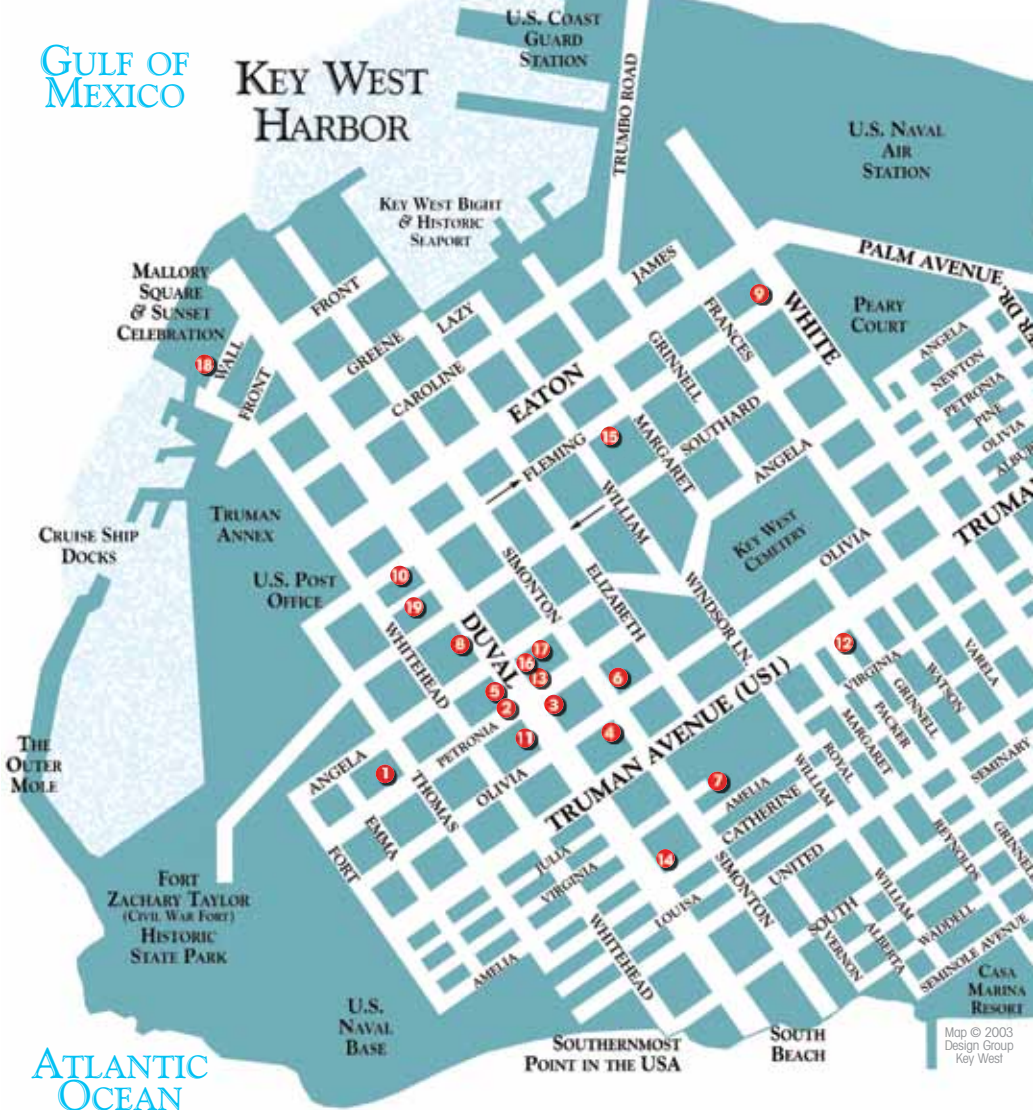 GULF OF
MEXICO
KEY WEST
HARBOR
U.S. COAST
GUARD
STATION
TRUMBO ROAD
U.S. NAVAL
AIR
STATION
KEY WEST BIGHT
& HISTORIC
SEAPORT
MALLORY
SQUARE
& SUNSET
CELEBRATION
18
WALL
FRONT
FRONT
GREENE
LAZY
CAROLINE
EATON
JAMES
9
WHITE
PALM AVENUE
PEARY
COURT
FRANCES
GRINNELL
ANGELA
NEWTON
PETRONIA
PINE
OLIVIA
FLEMING
15
MARGARET
SOUTHARD
ANGELA
WILLIAM
KEY WEST
CEMETERY
OLIVIA
TRUMAN
TRUMAN
ANNEX
CRUISE SHIP
DOCKS
U.S. POST
OFFICE
10
19
SIMONTON
ELIZABETH
WINDSOR LN.
WHITEHEAD
8
DUVAL
17
16
13
5
2
3
6
4
11
12
TRUMAN AVENUE (US1)
VIRGINIA
GRINNELL
WATSON
VARELA
PACKER
MARGARET
ROYAL
WILLIAM
SEMINARY
THE
OUTER
MOLE
ANGELA
1
PETRONIA
THOMAS
OLIVIA
EMMA
FORT
7
AMELIA
CATHERINE
14
SIMONTON
UNITED
REYNOLDS
JULIA
VIRGINIA
LOUISA
WHITEHEAD
AMELIA
SOUTH
VERNON
ALBERTA
WILLIAM
WADDELL
SEMINOLE AVENUE
CASA
MARINA
RESORT
FORT
ZACHARY TAYLOR
(CIVIL WAR FORT)
HISTORIC
STATE PARK
U.S.
NAVAL
BASE
SOUTHERNMOST
POINT IN THE USA
SOUTH
BEACH
ATLANTIC
OCEAN
Map © 2003
Design Group
Key West